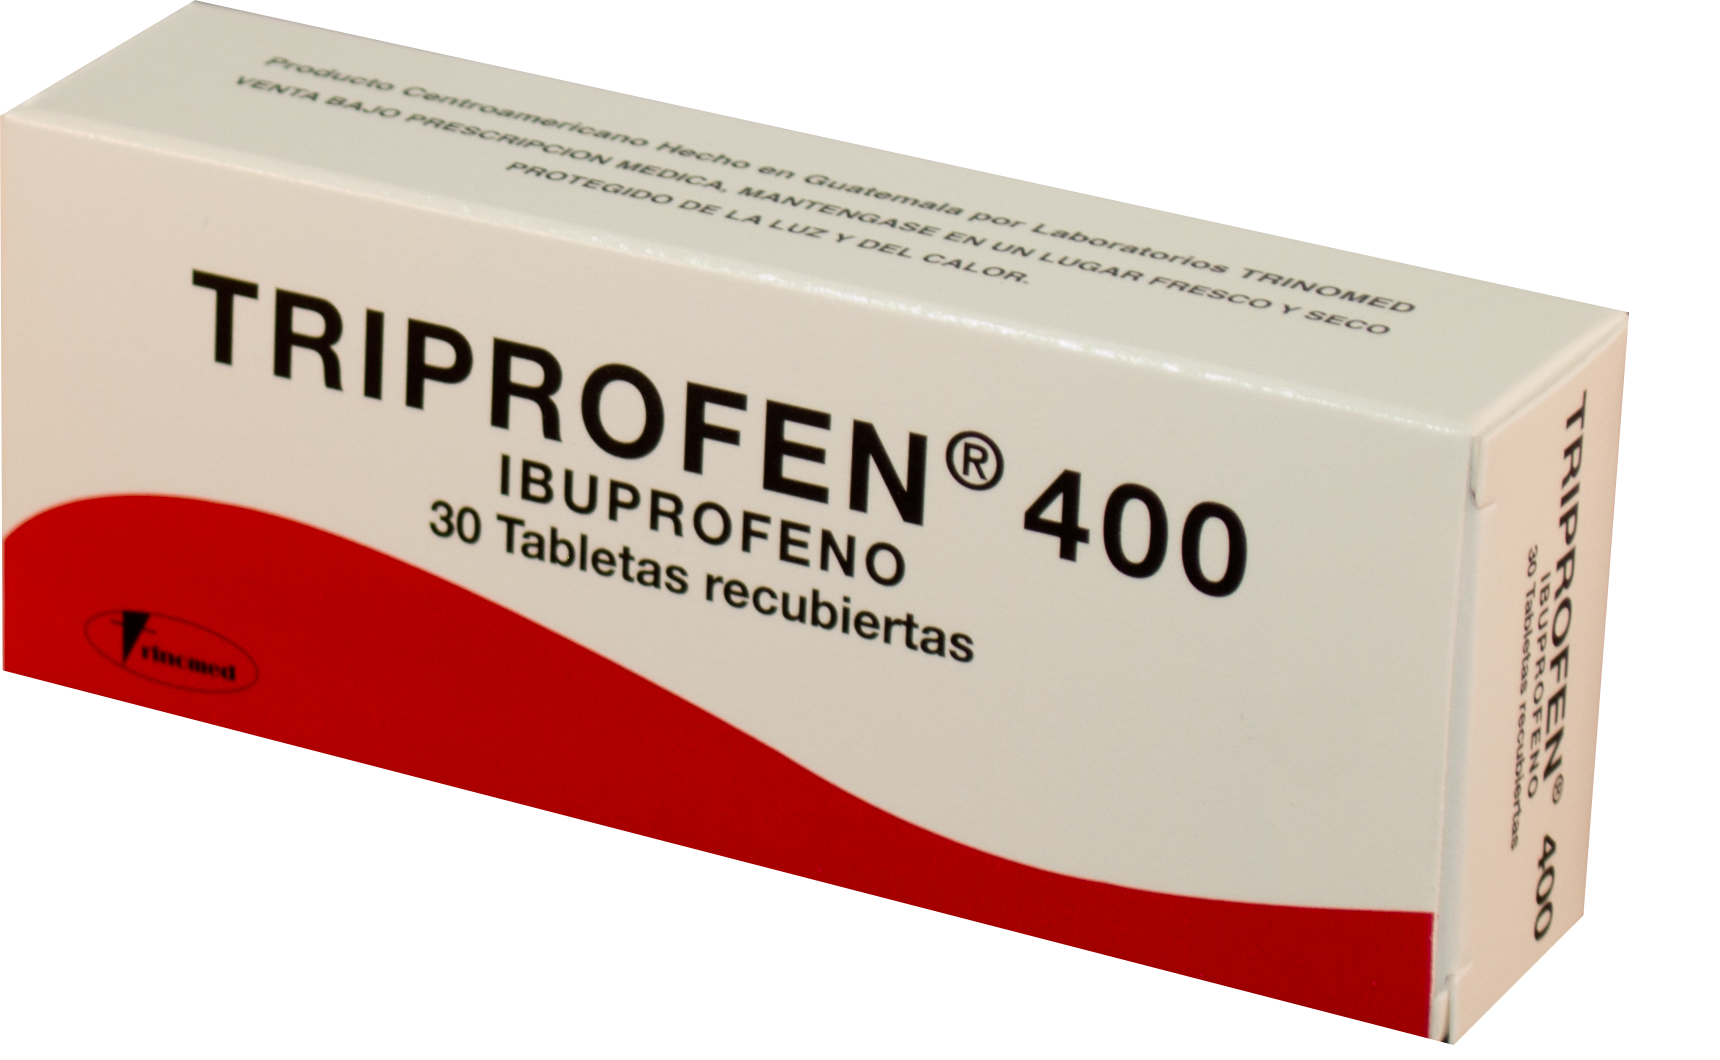 Producto Centroamericano Hecho en Guatemala por Laboratorios TRINOMED
VENTA BAJO PRESCRIPCION MEDICA. MANTENGASE EN UN LUGAR FRESCO Y SECO
PROTEGIDO DE LA LUZ Y DEL CALOR.
TRIPROFEN® 400
IBUPROFENO
30 Tabletas recubiertas
Trinomed
TRIPROFEN® 400
IBUPROFENO
30 Tabletas recubiertas